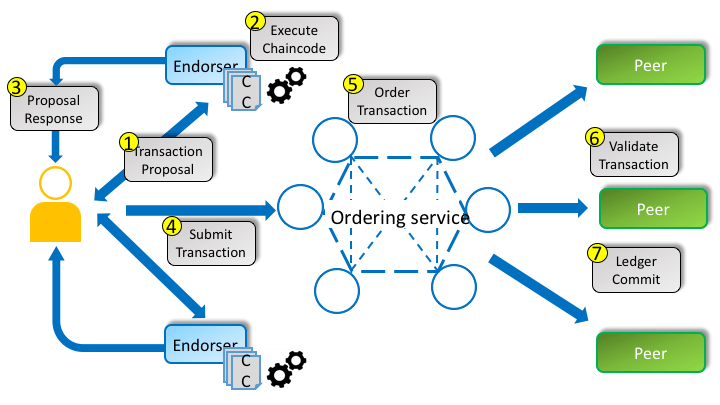 2
Execute
Chaincode
Endorser
C
C
3
Proposal
Response
1
Transaction
Proposal
4
Submit
Transaction
Endorser
C
C
5
Order
Transaction
Ordering service
Peer
6
Validate
Transaction
Peer
7
Ledger
Commit
Peer